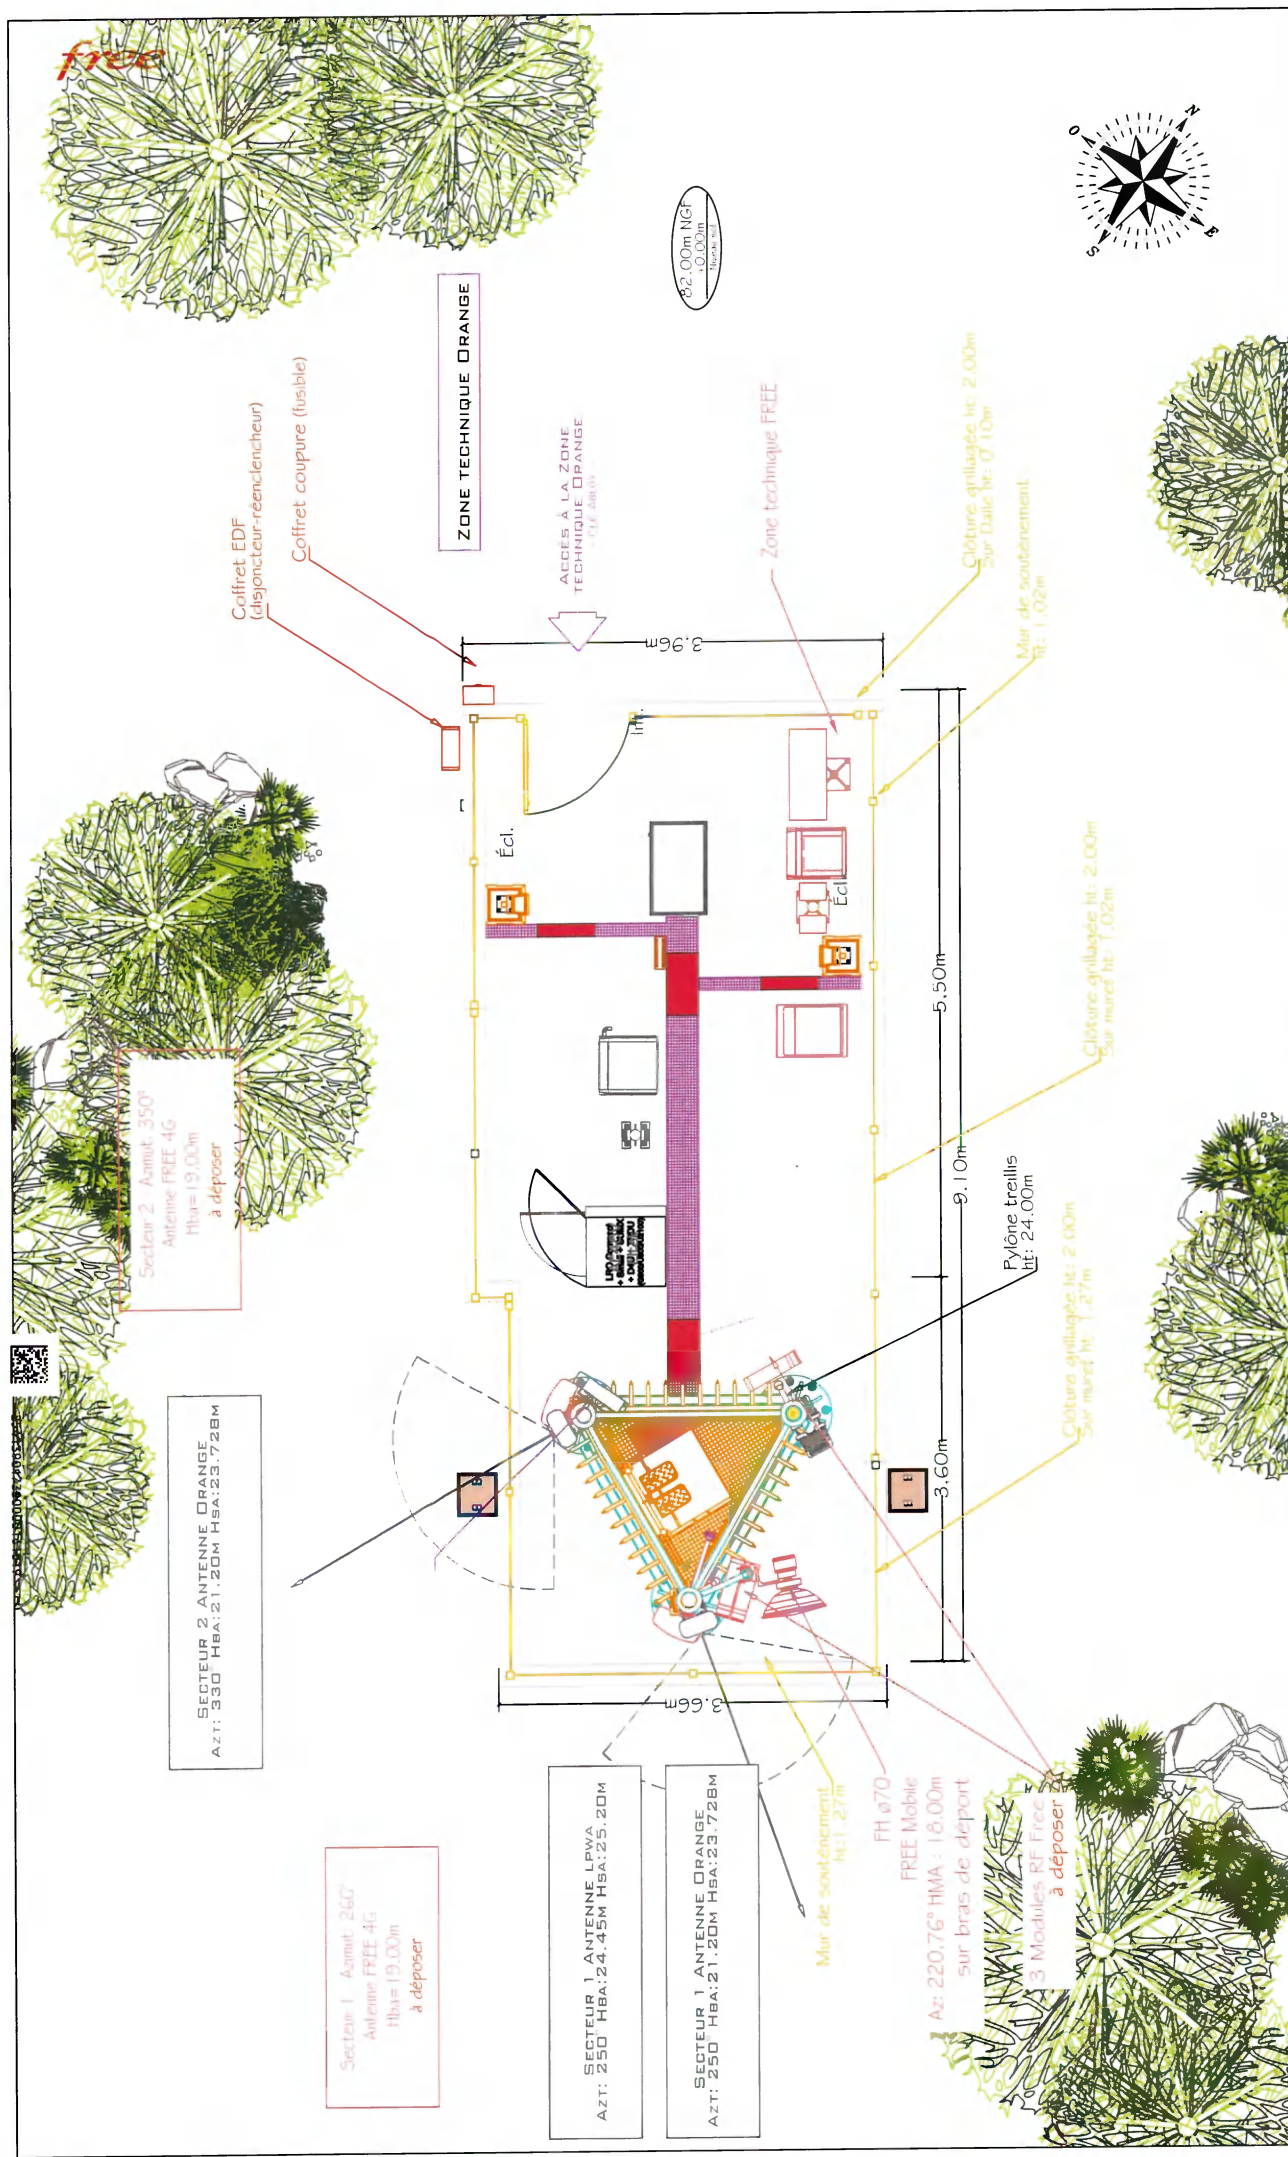 free
82.00m NGF
±0.00m
N
E
S
O
ZONE TECHNIQUE ORANGE
Coffret EDF
(disjoncteur-réenclencheur)
Coffret coupure (fusible)
ACCÈS À LA ZONE
TECHNIQUE ORANGE
Zone technique FREE
Clôture grillagée ht: 2.00m
Sur Dalle ht: 0.10m
Mur de soutènement
ht: 1.02m
3.96m
Int.
Écl.
Écl.
5.50m
9.10m
3.60m
3.66m
Clôture grillagée ht: 2.00m
Sur muret ht: 1.02m
Pylône treillis
ht: 24.00m
Clôture grillagée ht: 2.00m
Sur muret ht: 1.27m
B B
B B
Secteur 2 Azimut. 350°
Antenne FREE 4G
Hba=19.00m
à déposer
SECTEUR 2 ANTENNE ORANGE
AZT: 330° HBA:21.20M HSA:23.728M
Secteur 1 Azimut. 260°
Antenne FREE 4G
Hba=19.00m
à déposer
SECTEUR 1 ANTENNE LPWA
AZT: 250° HBA:24.45M HSA:25.20M
SECTEUR 1 ANTENNE ORANGE
AZT: 250° HBA:21.20M HSA:23.728M
Mur de soutènement
ht:1.27m
FH ø70
FREE Mobile
Az: 220.76° HMA : 18.00m
sur bras de déport
3 Modules RF Free
à déposer